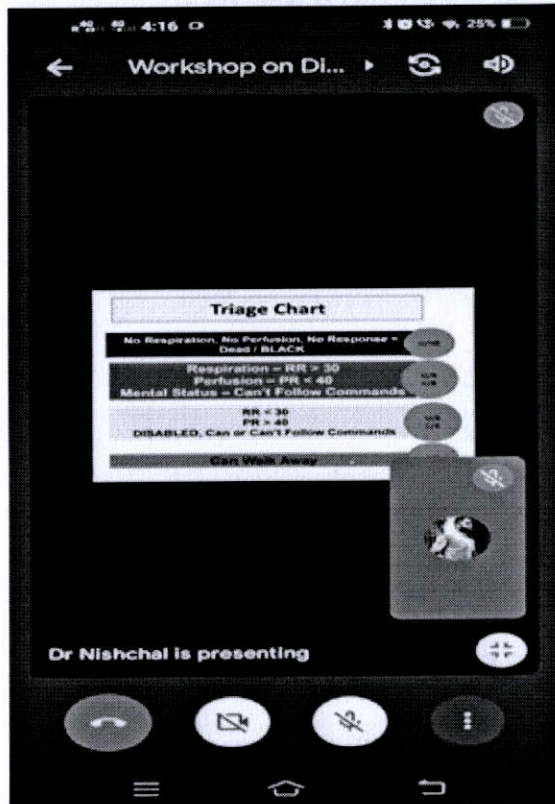 4:16
25%
Workshop on Di...
Triage Chart
No Respiration, No Perfusion, No Response =
Dead / BLACK
Respiration – RR > 30
Perfusion – PR < 40
Mental Status – Can't Follow Commands
RR < 30
PR > 40
DISABLED, Can or Can't Follow Commands
Can Walk Away
Dr Nishchal is presenting